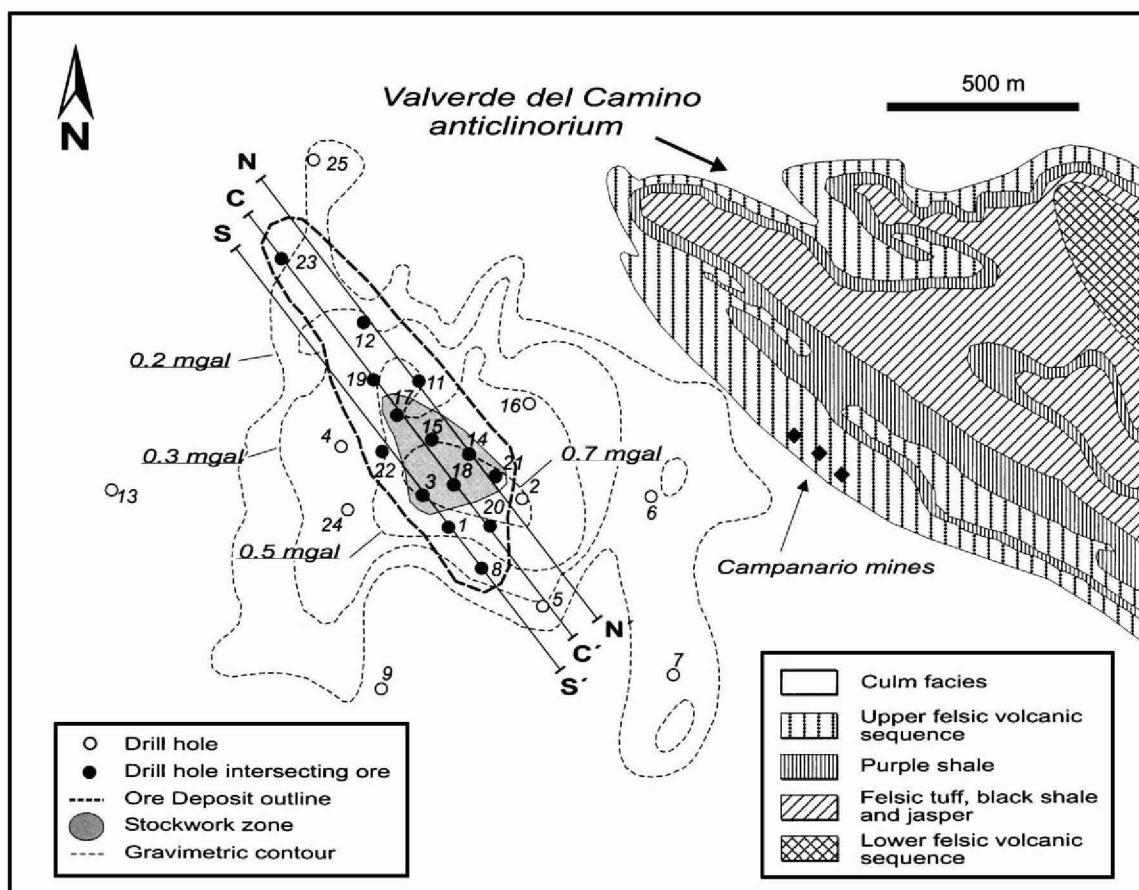 N
500 m
Valverde del Camino
anticlinorium
N
C
S
25
23
12
0.2 mgal
19
11
17
16
15
14
4
0.3 mgal
22
21
0.7 mgal
18
3
2
13
6
24
20
1
0.5 mgal
Campanario mines
8
5
N'
C'
S'
7
9
Drill hole
Drill hole intersecting ore
Ore Deposit outline
Stockwork zone
Gravimetric contour
Culm facies
Upper felsic volcanic
sequence
Purple shale
Felsic tuff, black shale
and jasper
Lower felsic volcanic
sequence